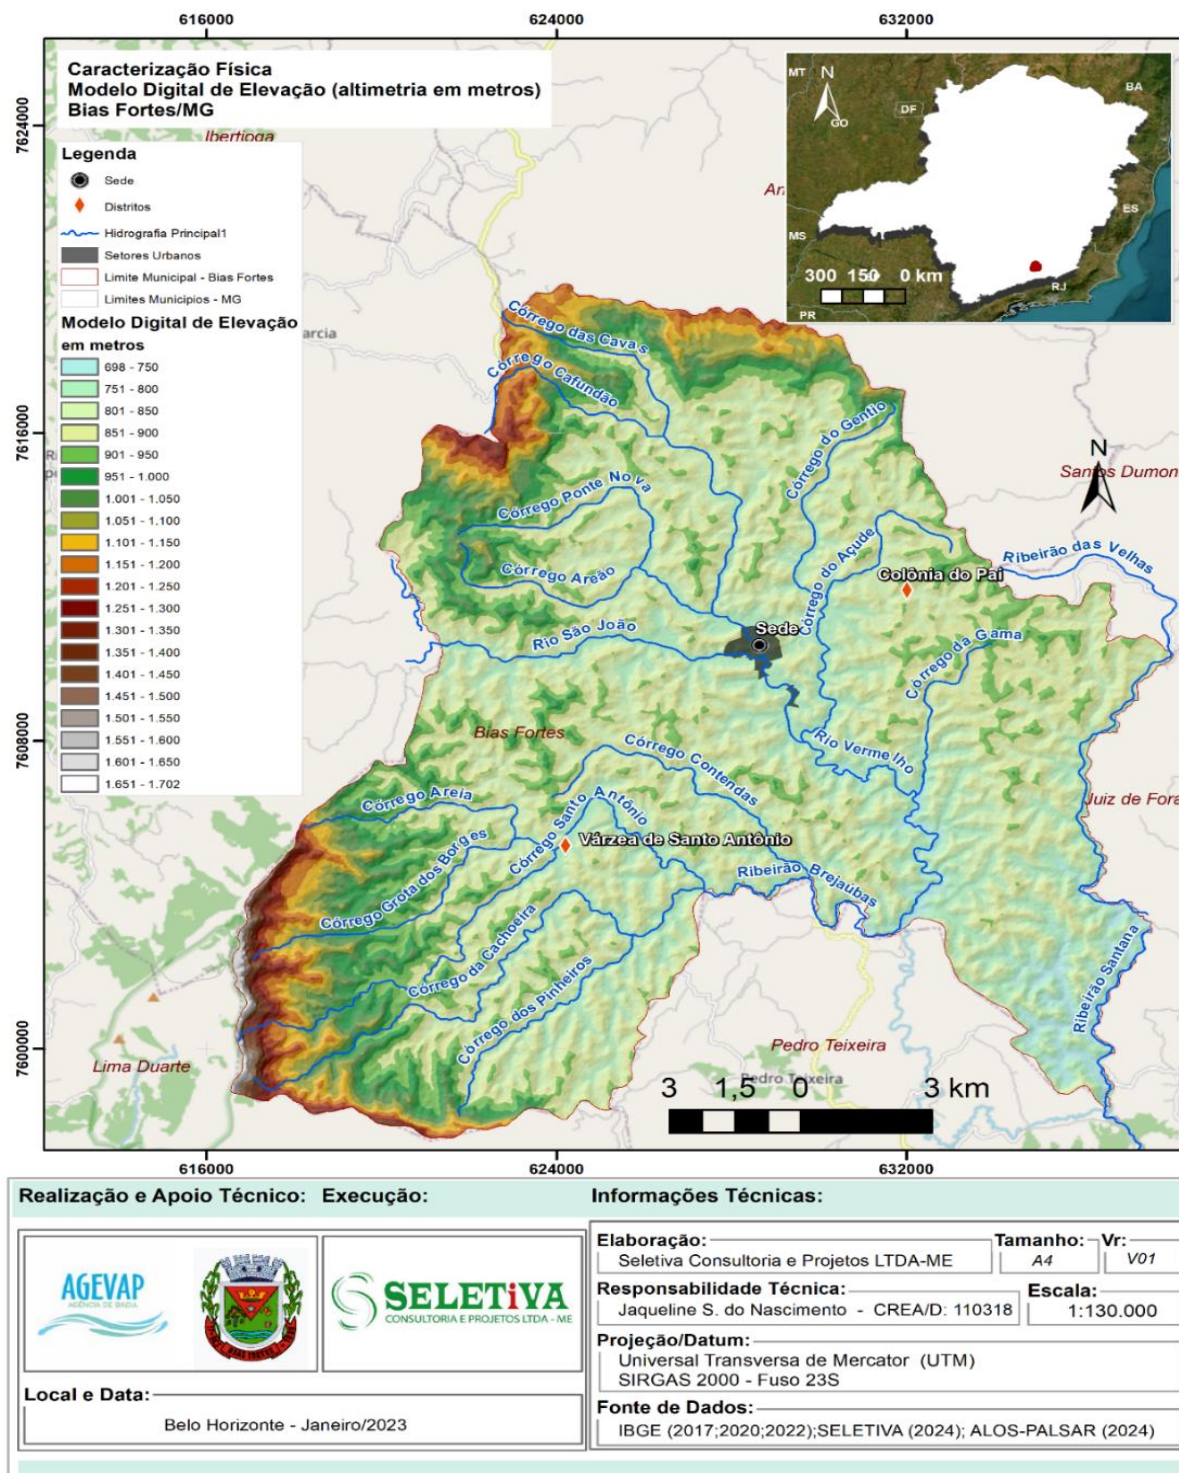 616000
624000
632000
Caracterização Física
Modelo Digital de Elevação (altimetria em metros)
Bias Fortes/MG
Ibertioga
Legenda
Sede
Distritos
Hidrografia Principal1
Setores Urbanos
Limite Municipal - Bias Fortes
Limites Municipios - MG
Modelo Digital de Elevação
em metros
698 - 750
751 - 800
801 - 850
851 - 900
901 - 950
951 - 1.000
1.001 - 1.050
1.051 - 1.100
1.101 - 1.150
1.151 - 1.200
1.201 - 1.250
1.251 - 1.300
1.301 - 1.350
1.351 - 1.400
1.401 - 1.450
1.451 - 1.500
1.501 - 1.550
1.551 - 1.600
1.601 - 1.650
1.651 - 1.702
7624000
7616000
7608000
7600000
MT
N
DF
GO
BA
MS
ES
RJ
PR
300 150 0 km
arcia
Córrego das Cavas
Córrego Cafundão
Córrego do Gentio
Córrego Ponte Nova
Córrego Areão
Córrego do Açude
N
Santos Dumon
Ribeirão das Velhas
Colônia do Pai
Rio São João
Sede
Córrego da Gama
Bias Fortes
Rio Vermelho
Córrego Contendas
Córrego Areia
Córrego Santo Antônio
Juiz de Fora
Várzea de Santo Antônio
Córrego Grota dos Borges
Ribeirão Brejaúbas
Córrego da Cachoeira
Córrego dos Pinheiros
Ribeirão Santana
Lima Duarte
Pedro Teixeira
Pedro Teixeira
3 1,5 0 3 km
616000
624000
632000
Realização e Apoio Técnico: Execução:
Informações Técnicas:
AGEVAP
AGÊNCIA DE BACIA
SELETiVA
CONSULTORIA E PROJETOS LTDA - ME
Local e Data:
Belo Horizonte - Janeiro/2023
Elaboração:
Seletiva Consultoria e Projetos LTDA-ME
Tamanho:
A4
Vr:
V01
Responsabilidade Técnica:
Jaqueline S. do Nascimento - CREA/D: 110318
Escala:
1:130.000
Projeção/Datum:
Universal Transversa de Mercator (UTM)
SIRGAS 2000 - Fuso 23S
Fonte de Dados:
IBGE (2017;2020;2022);SELETIVA (2024); ALOS-PALSAR (2024)